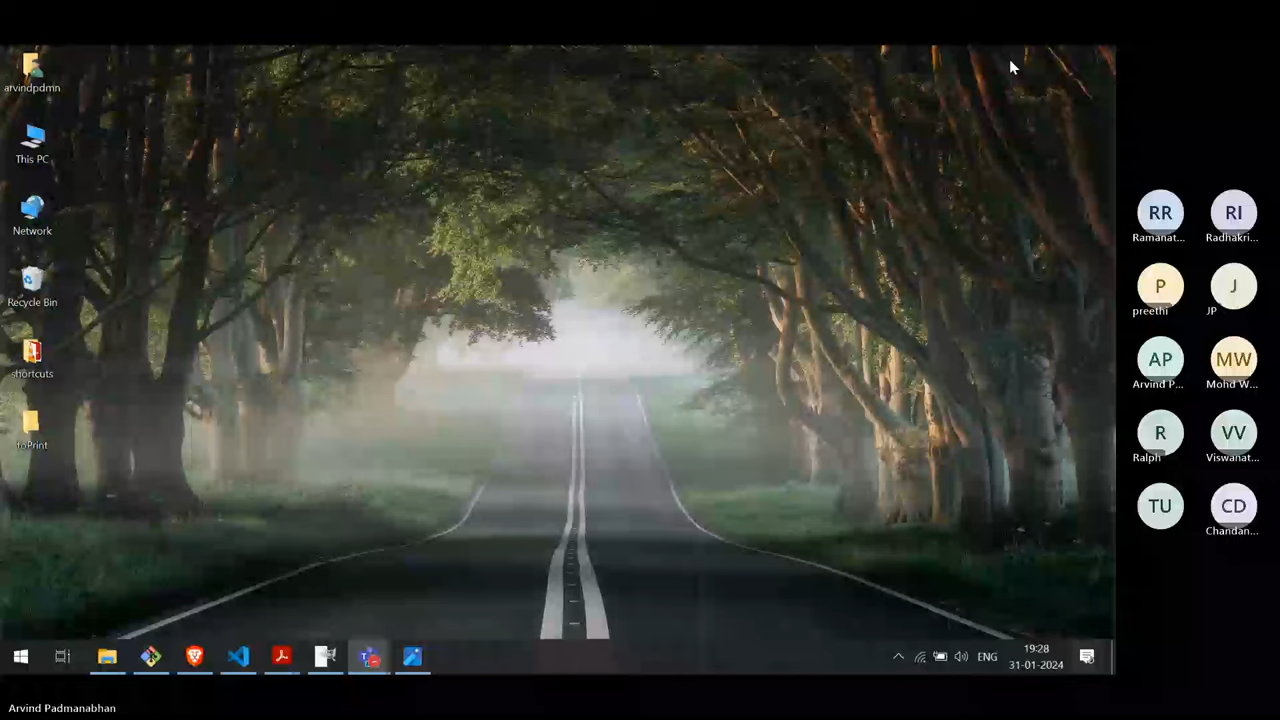 arvindpdmn
This PC
Network
Recycle Bin
shortcuts
toPrint
RR
Ramanat...
RI
Radhakri...
P
preethi
J
JP
AP
Arvind P...
MW
Mohd W...
R
Ralph
VV
Viswanat...
TU
CD
Chandan...
ENG
19:28
31-01-2024
Arvind Padmanabhan